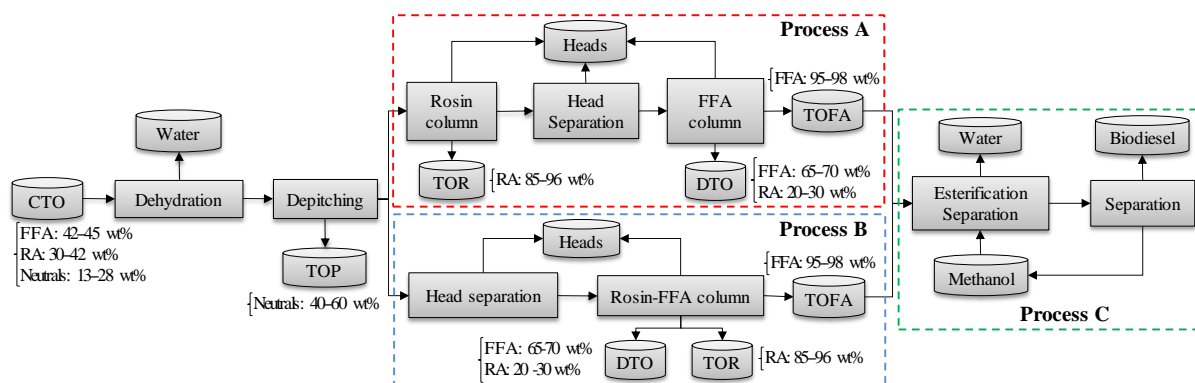 Process A
Heads
FFA: 95–98 wt%
Rosin
column
Head
Separation
FFA
column
TOFA
Water
TOR
RA: 85–96 wt%
DTO
FFA: 65-70 wt%
RA: 20–30 wt%
CTO
Dehydration
Depitching
FFA: 42–45 wt%
RA: 30–42 wt%
Neutrals: 13–28 wt%
TOP
Neutrals: 40–60 wt%
Process B
Heads
FFA: 95–98 wt%
Head separation
Rosin-FFA column
TOFA
FFA: 65-70 wt%
RA: 20 -30 wt%
DTO
TOR
RA: 85–96 wt%
Water
Biodiesel
Esterification
Separation
Separation
Methanol
Process C